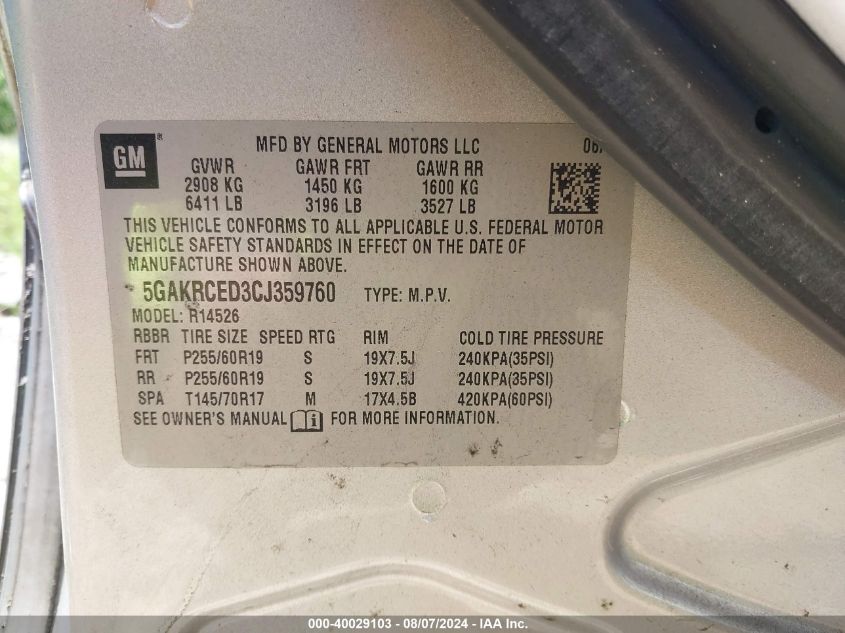 GM®
MFD BY GENERAL MOTORS LLC 06/
GVWR GAWR FRT GAWR RR
2908 KG 1450 KG 1600 KG
6411 LB 3196 LB 3527 LB
THIS VEHICLE CONFORMS TO ALL APPLICABLE U.S. FEDERAL MOTOR
VEHICLE SAFETY STANDARDS IN EFFECT ON THE DATE OF
MANUFACTURE SHOWN ABOVE.
5GAKRCED3CJ359760 TYPE: M.P.V.
MODEL: R14526
RBBR TIRE SIZE SPEED RTG RIM COLD TIRE PRESSURE
FRT P255/60R19 S 19X7.5J 240KPA(35PSI)
RR P255/60R19 S 19X7.5J 240KPA(35PSI)
SPA T145/70R17 M 17X4.5B 420KPA(60PSI)
SEE OWNER'S MANUAL i FOR MORE INFORMATION.
000-40029103 - 08/07/2024 - IAA Inc.